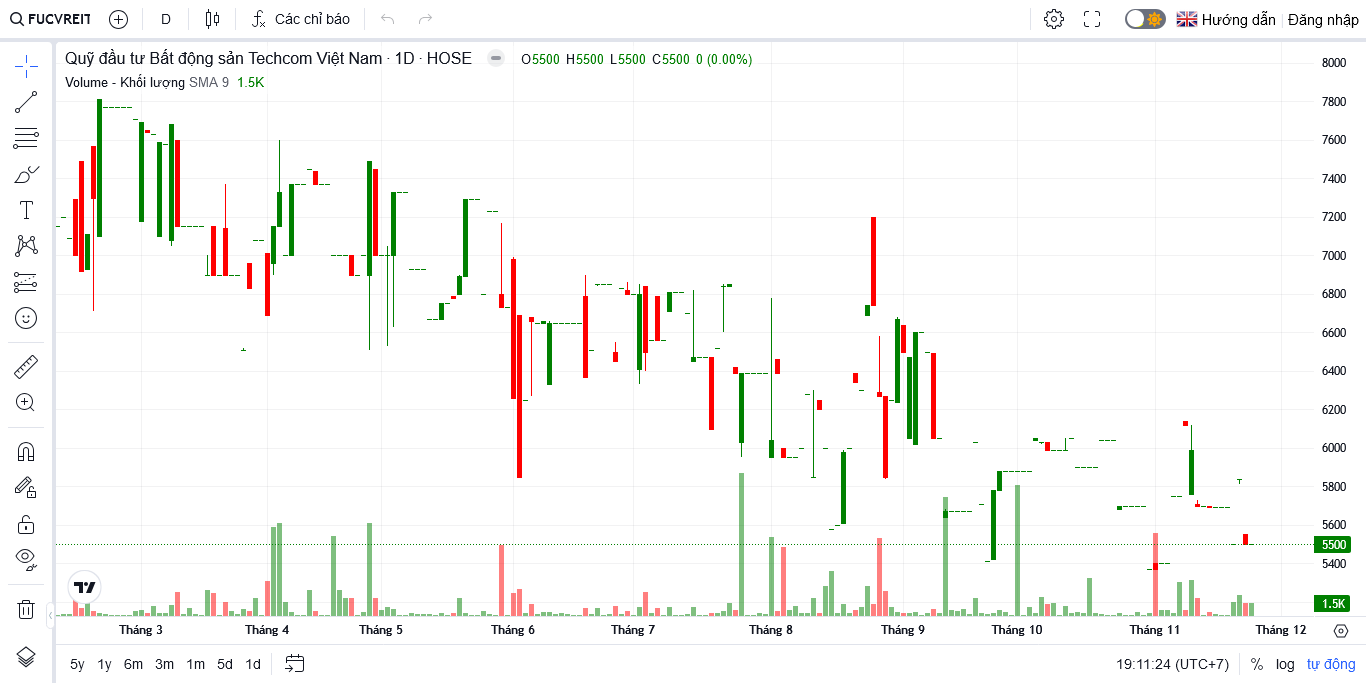 FUCVREIT D Các chỉ báo Hướng dẫn Đăng nhập
Quỹ đầu tư Bất động sản Techcom Việt Nam · 1D · HOSE O5500 H5500 L5500 C5500 0 (0.00%)
Volume - Khối lượng SMA 9 1.5K
8000
7800
7600
7400
7200
7000
6800
6600
6400
6200
6000
5800
5600
5500
5400
1.5K
Tháng 3 Tháng 4 Tháng 5 Tháng 6 Tháng 7 Tháng 8 Tháng 9 Tháng 10 Tháng 11 Tháng 12
5y 1y 6m 3m 1m 5d 1d 19:11:24 (UTC+7) % log tự động